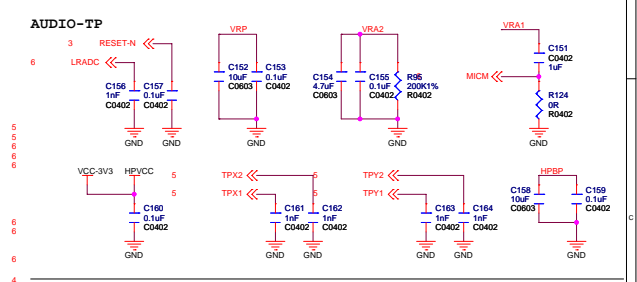 AUDIO-TP
3 RESET-N
6 LRADC
C156
1nF
C0402
C157
0.1uF
C0402
GND
GND
VRP
C152
10uF
C0603
C153
0.1uF
C0402
GND
VRA2
C154
4.7uF
C0603
C155
0.1uF
C0402
R95
200K1%
R0402
GND
VRA1
C151
C0402
1uF
MICM
R124
0R
R0402
GND
5
5
6
6
6
VCC-3V3 HPVCC
C160
0.1uF
C0402
GND
5 TPX2
5 TPX1
C161
1nF
C0402
C162
1nF
C0402
GND
GND
5 TPY2
5 TPY1
C163
1nF
C0402
C164
1nF
C0402
GND
GND
HPBP
C158
10uF
C0603
C159
0.1uF
C0402
GND
C
6
6
6
4